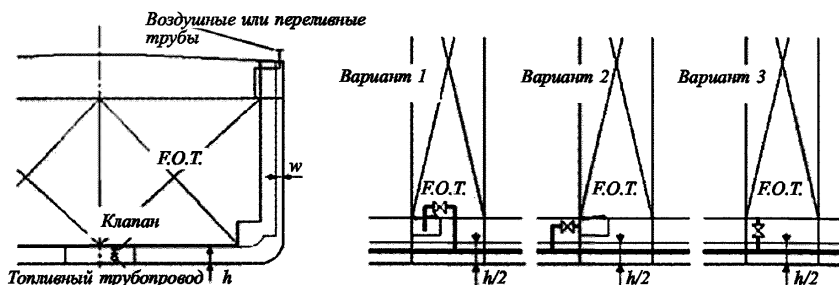 Воздушные или переливные
трубы
F.O.T.
w
Клапан
Топливный трубопровод
h
Вариант 1
F.O.T.
h/2
Вариант 2
F.O.T.
h/2
Вариант 3
F.O.T.
h/2